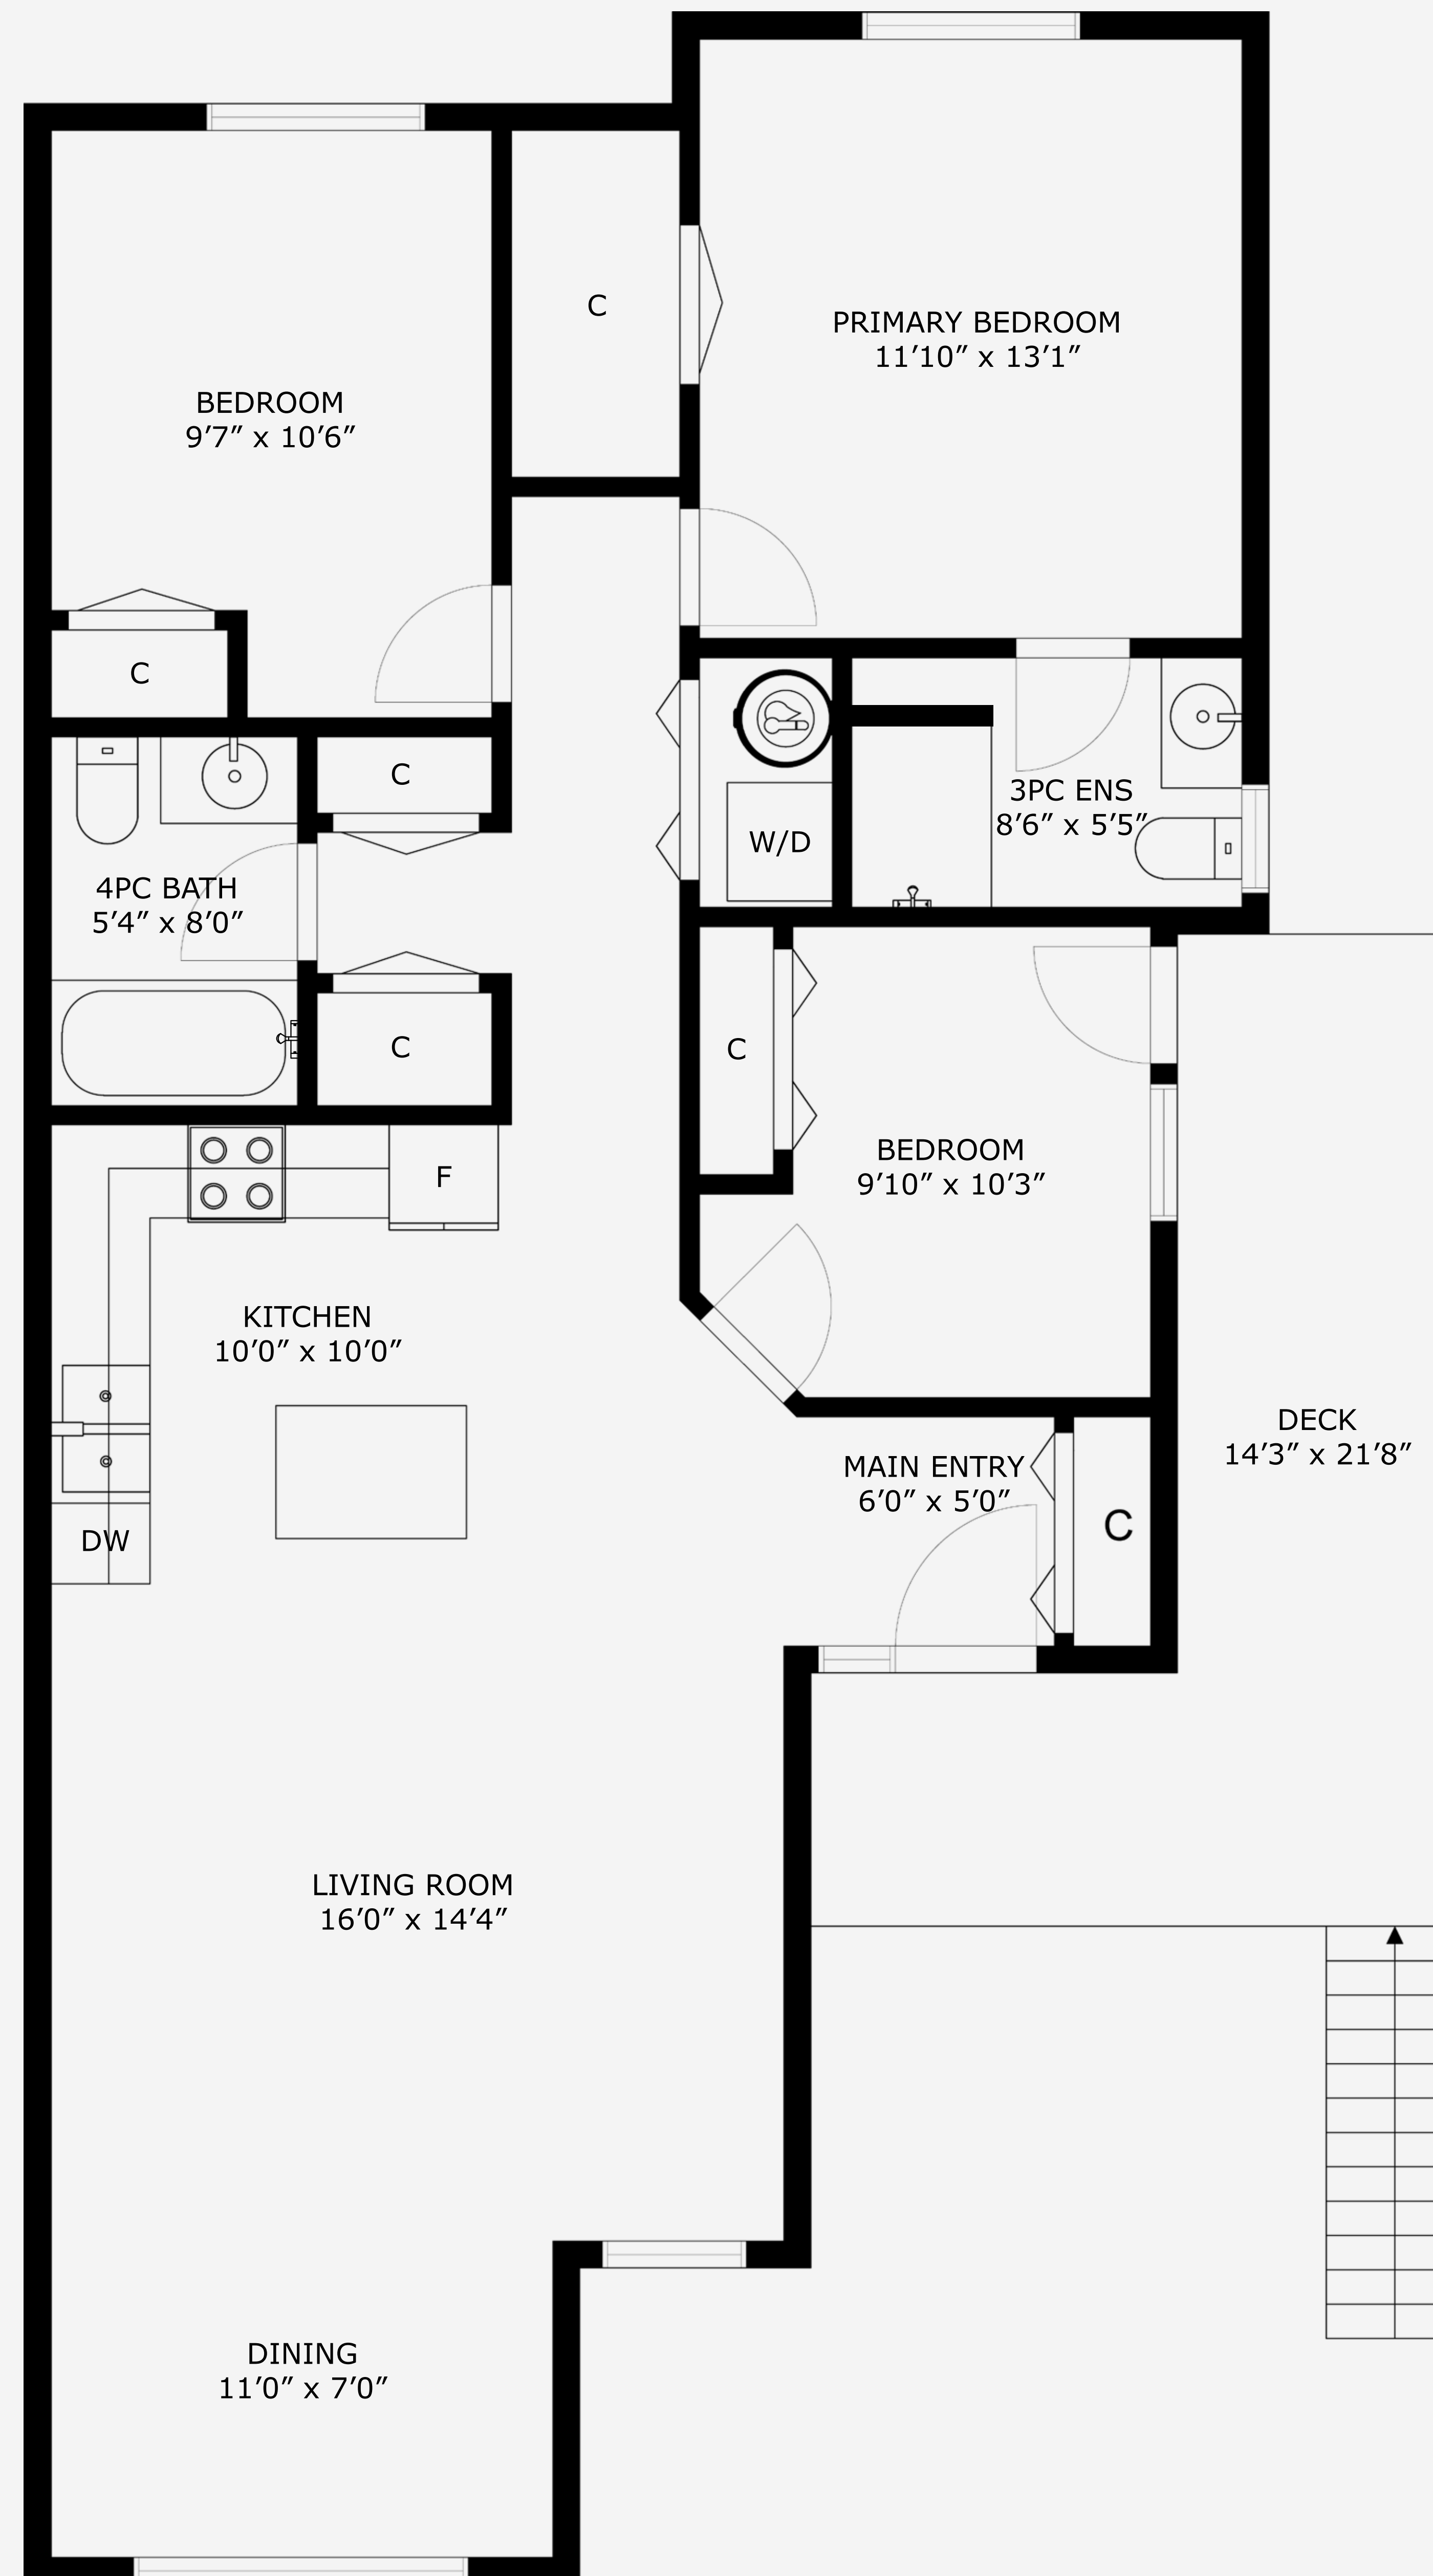 C
PRIMARY BEDROOM
11’10” x 13’1”
BEDROOM
9’7” x 10’6”
C
C
3PC ENS
8’6” x 5’5”
W/D
4PC BATH
5’4” x 8’0”
C
C
BEDROOM
9’10” x 10’3”
F
KITCHEN
10’0” x 10’0”
DECK
14’3” x 21’8”
MAIN ENTRY
6’0” x 5’0”
C
DW
LIVING ROOM
16’0” x 14’4”
DINING
11’0” x 7’0”